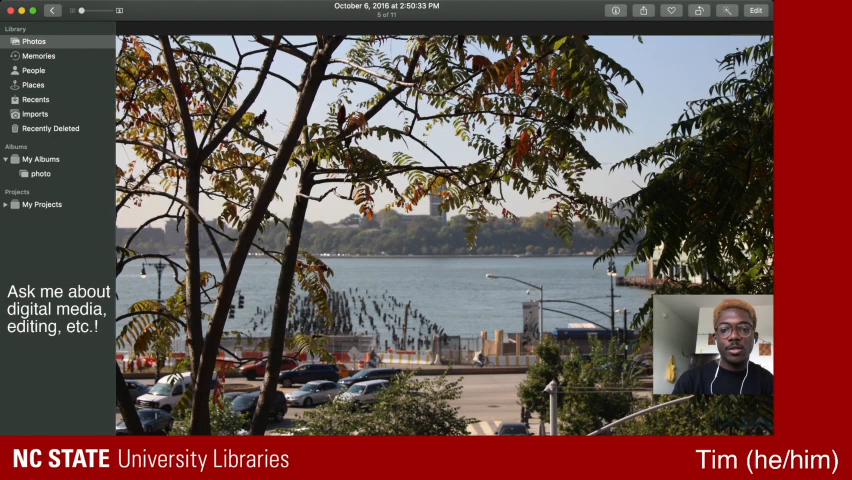 October 6, 2016 at 2:50:33 PM
5 of 11
Edit
Library
Photos
Memories
People
Places
Recents
Imports
Recently Deleted
Albums
My Albums
photo
Projects
My Projects
Ask me about
digital media,
editing, etc.!
NC STATE University Libraries
Tim (he/him)